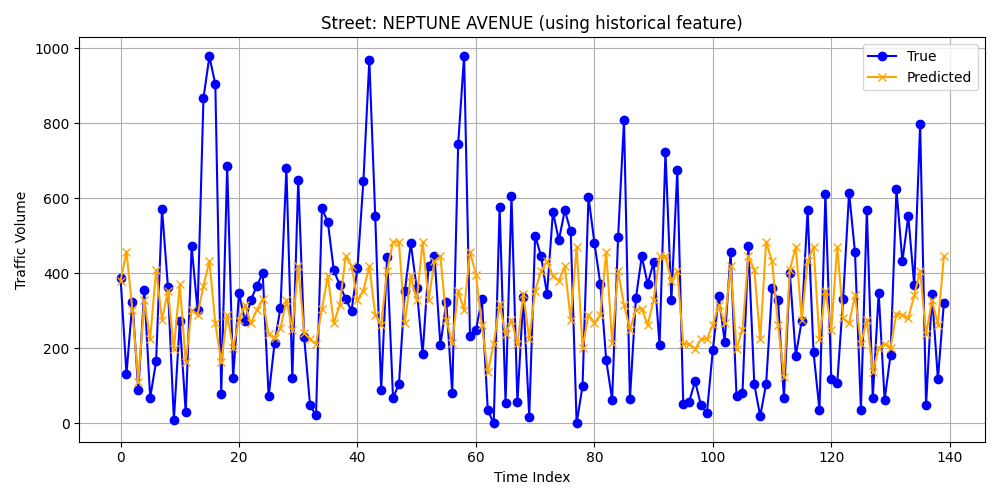 Street: NEPTUNE AVENUE (using historical feature)
True
Predicted
1000
800
600
400
200
0
Traffic Volume
0 20 40 60 80 100 120 140
Time Index